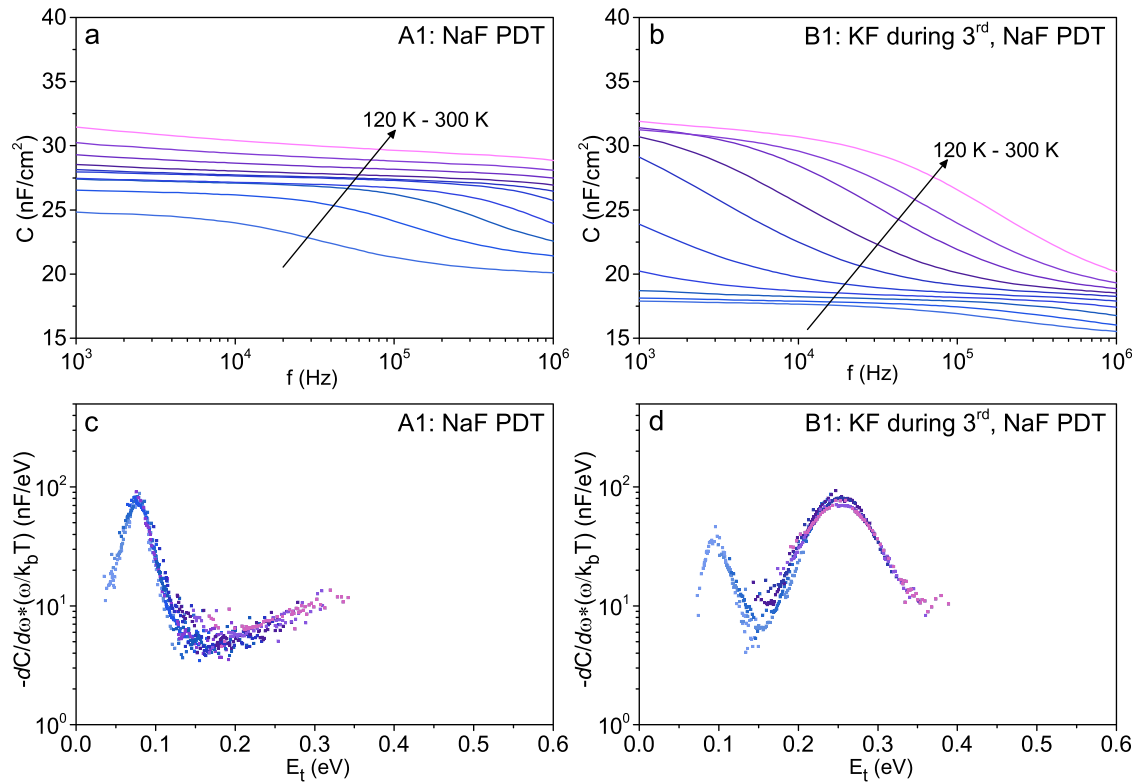 a
A1: NaF PDT
40
35
30
25
20
15
C (nF/cm²)
120 K - 300 K
10³
10⁴
10⁵
10⁶
f (Hz)
b
B1: KF during 3ʳᵈ, NaF PDT
40
35
30
25
20
15
C (nF/cm²)
120 K - 300 K
10³
10⁴
10⁵
10⁶
f (Hz)
c
A1: NaF PDT
10²
10¹
10⁰
-dC/dω*(ω/k_bT) (nF/eV)
0.0
0.1
0.2
0.3
0.4
0.5
0.6
E_t (eV)
d
B1: KF during 3ʳᵈ, NaF PDT
10²
10¹
10⁰
-dC/dω*(ω/k_bT) (nF/eV)
0.0
0.1
0.2
0.3
0.4
0.5
0.6
E_t (eV)